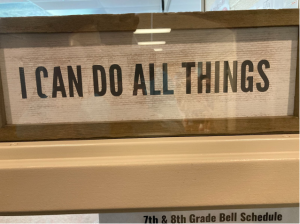 I CAN DO ALL THINGS
7th & 8th Grade Bell Schedule